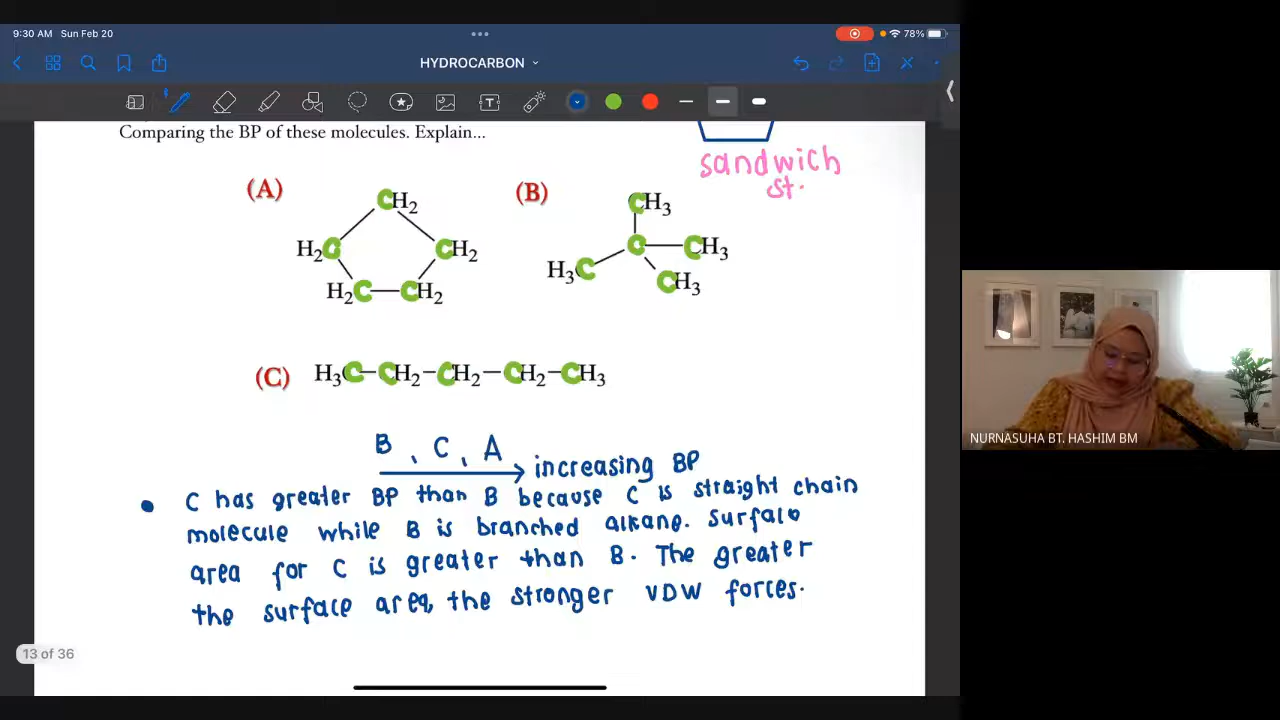 9:30 AM Sun Feb 20
78%
HYDROCARBON
Comparing the BP of these molecules. Explain...
sandwich
st.
(A)
CH2
H2C
CH2
H2C—CH2
(B)
CH3
C—CH3
H3C
CH3
(C) H3C–CH2–CH2–CH2–CH3
B, C, A
increasing BP
• C has greater BP than B because C is straight chain
molecule while B is branched alkane. Surface
area for C is greater than B. The greater
the surface area, the stronger VDW forces.
13 of 36
NURNASUHA BT. HASHIM BM